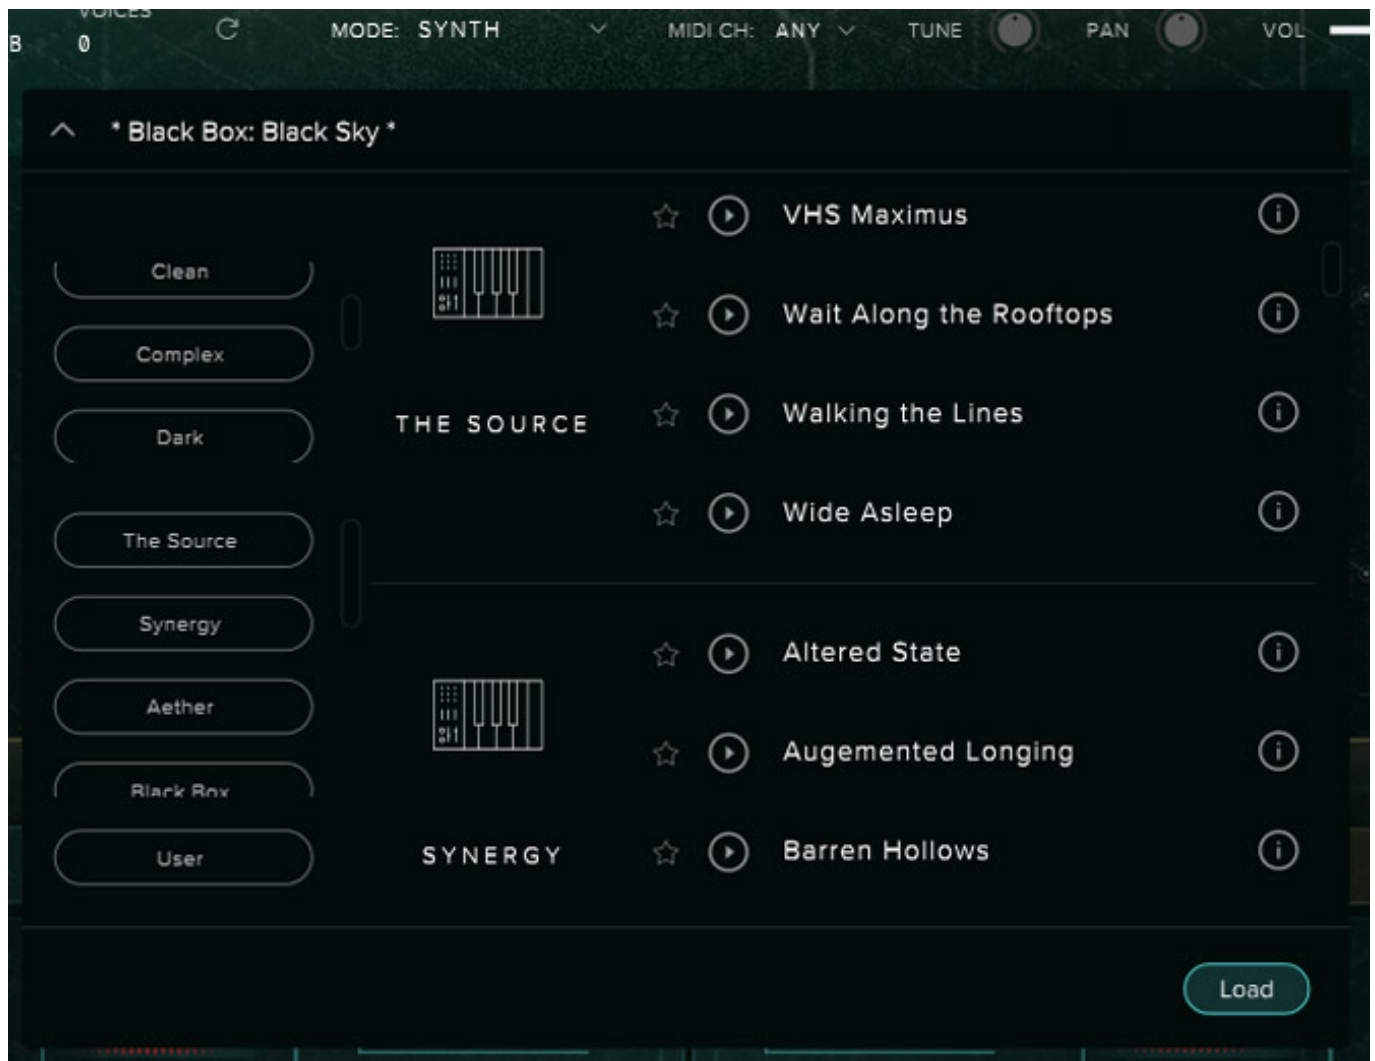 VOICES
B 0 MODE: SYNTH MIDI CH: ANY TUNE PAN VOL
* Black Box: Black Sky *
Clean
Complex
Dark
The Source
Synergy
Aether
Black Box
User
THE SOURCE
VHS Maximus
Wait Along the Rooftops
Walking the Lines
Wide Asleep
SYNERGY
Altered State
Augemented Longing
Barren Hollows
Load